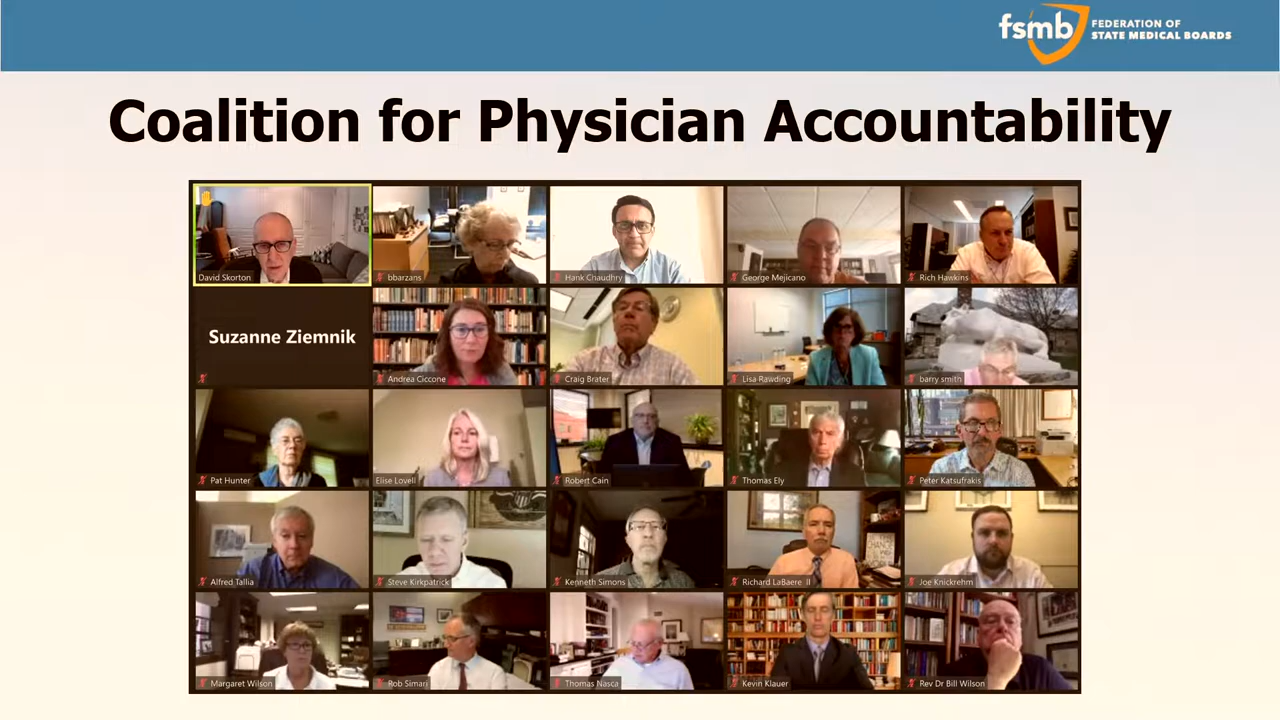 fsmb
FEDERATION OF
STATE MEDICAL BOARDS
Coalition for Physician Accountability
David Skorton
bbarzans
Hank Chaudhry
George Mejicano
Rich Hawkins
Suzanne Ziemnik
Andrea Ciccone
Craig Brater
Lisa Rawding
barry smith
Pat Hunter
Elise Lovell
Robert Cain
Thomas Ely
Peter Katsufrakis
Alfred Tallia
Steve Kirkpatrick
Kenneth Simons
Richard LaBaere II
CHANGE
Joe Knickrehm
Margaret Wilson
Rob Simari
Thomas Nasca
Kevin Klauer
Rev Dr Bill Wilson